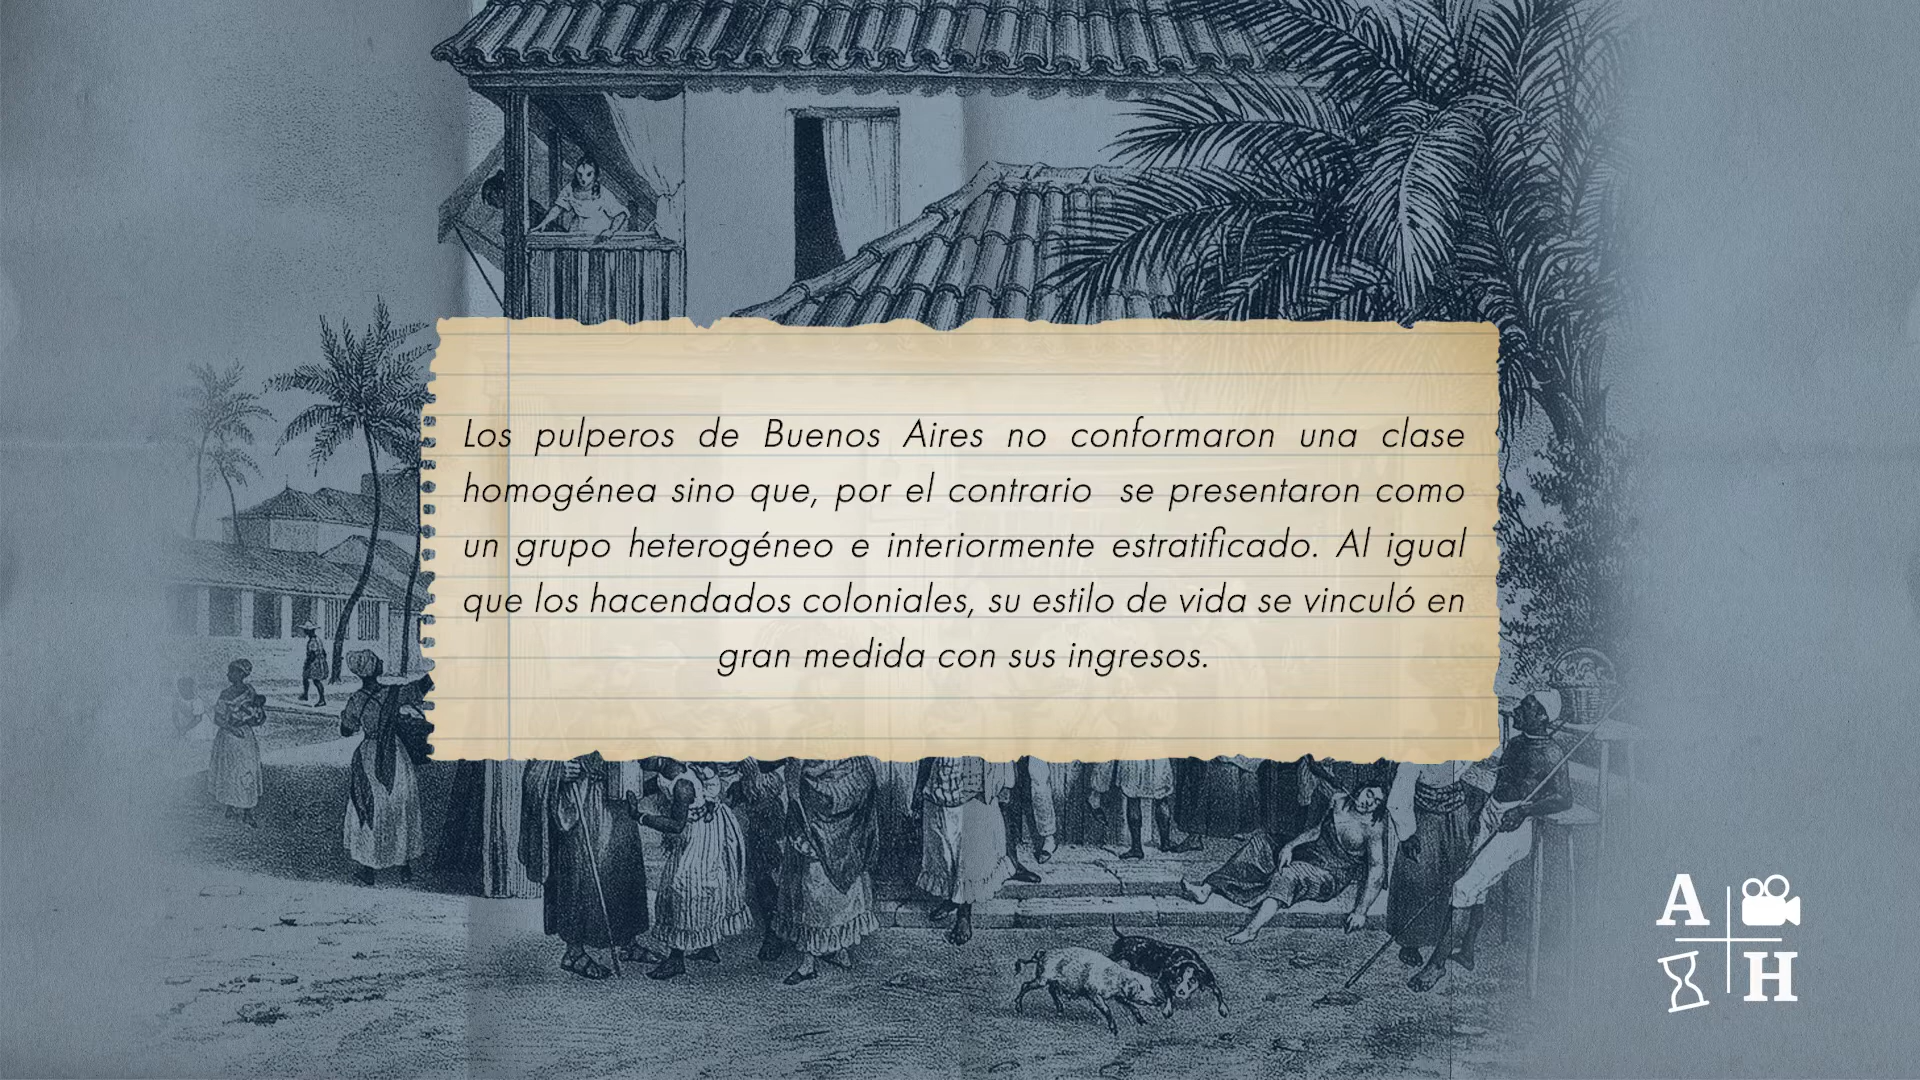 Los pulperos de Buenos Aires no conformaron una clase
homogénea sino que, por el contrario  se presentaron como
un grupo heterogéneo e interiormente estratificado. Al igual
que los hacendados coloniales, su estilo de vida se vinculó en
gran medida con sus ingresos.
A
H